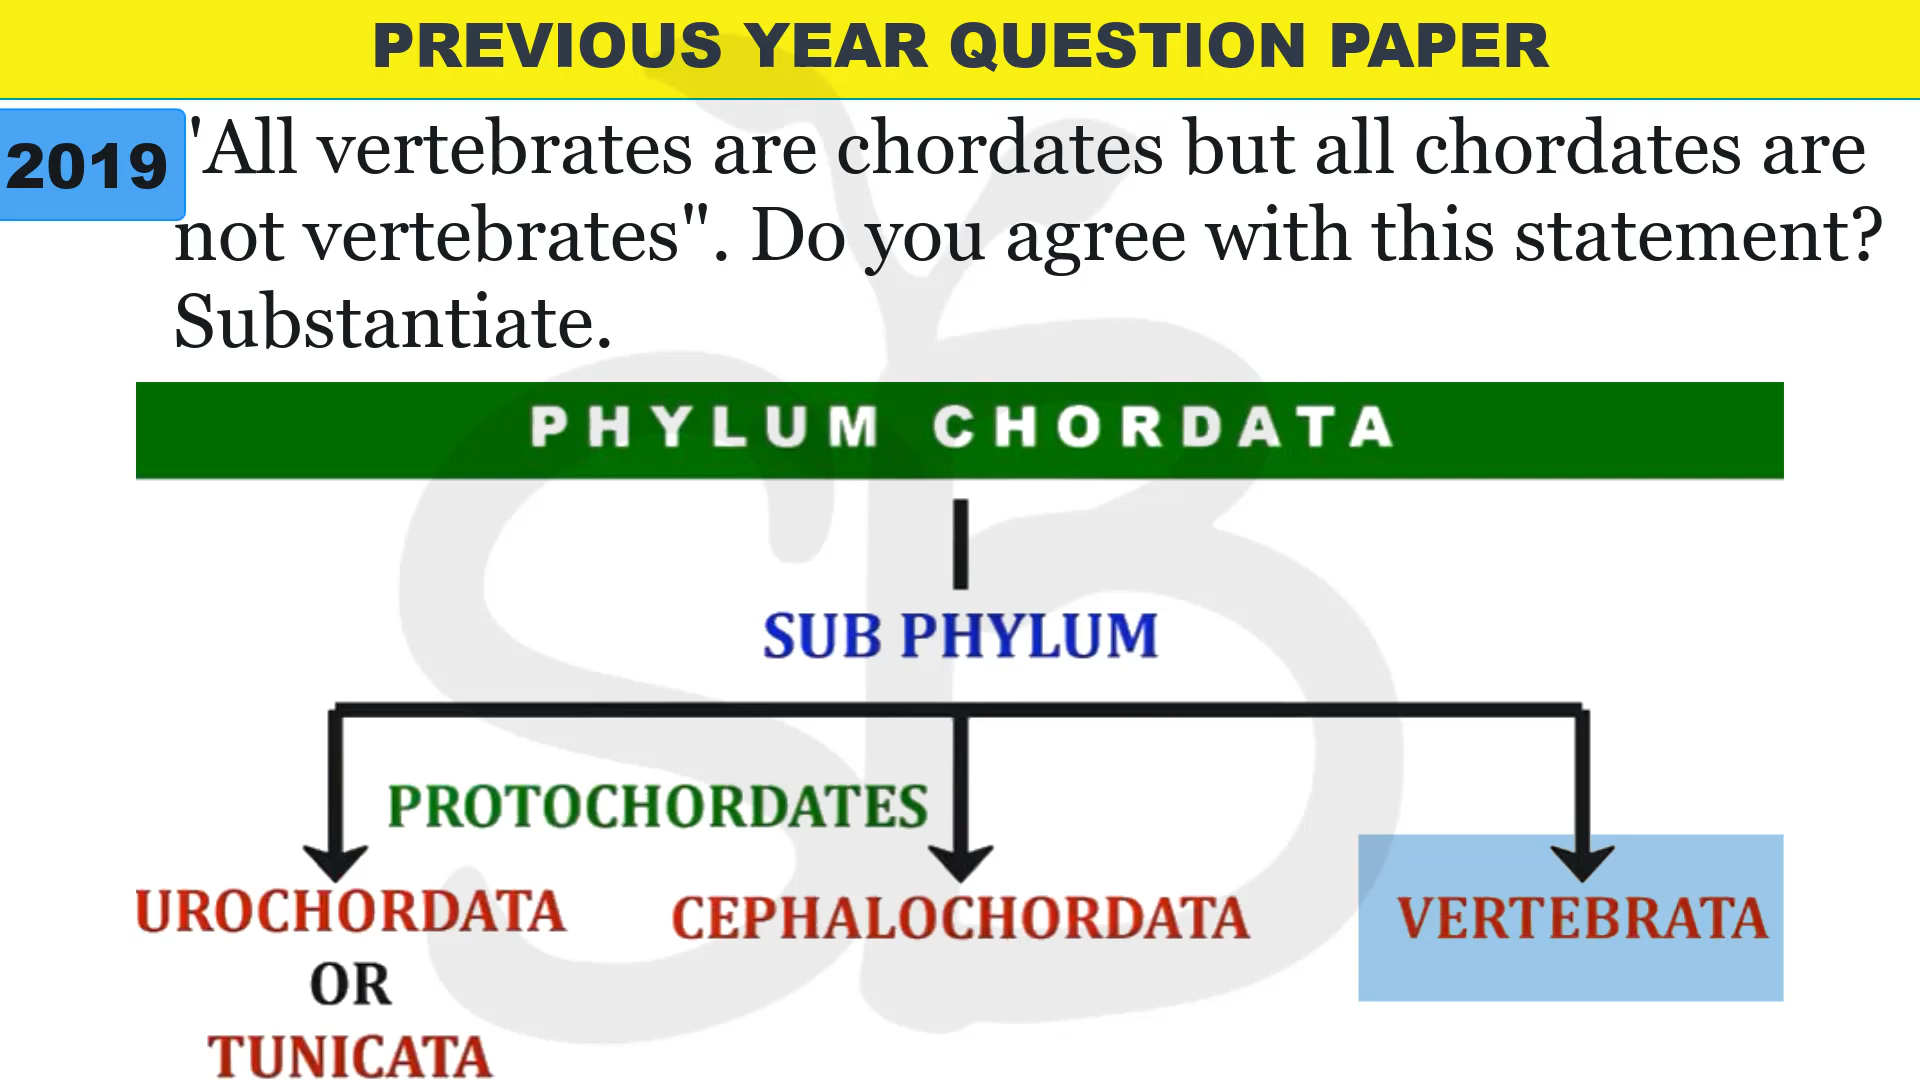 PREVIOUS YEAR QUESTION PAPER
2019
'All vertebrates are chordates but all chordates are
not vertebrates". Do you agree with this statement?
Substantiate.
PHYLUM CHORDATA
SUB PHYLUM
PROTOCHORDATES
UROCHORDATA
OR
TUNICATA
CEPHALOCHORDATA
VERTEBRATA